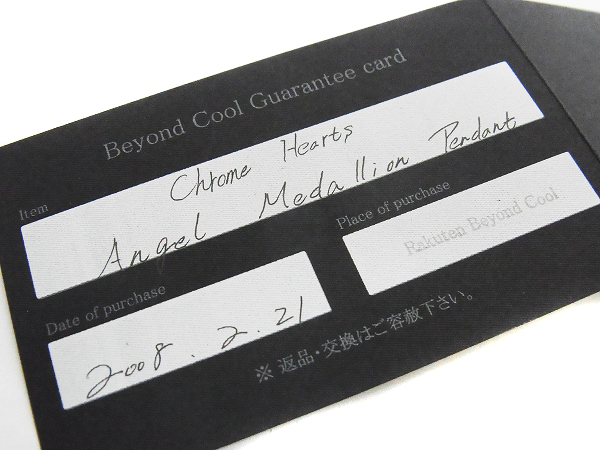 Beyond Cool Guarantee card
Item
Chrome Hearts
Angel Medallion Pendant
Date of purchase
2008.2.21
Place of purchase
Rakuten Beyond Cool
※ 返品・交換はご容赦下さい。